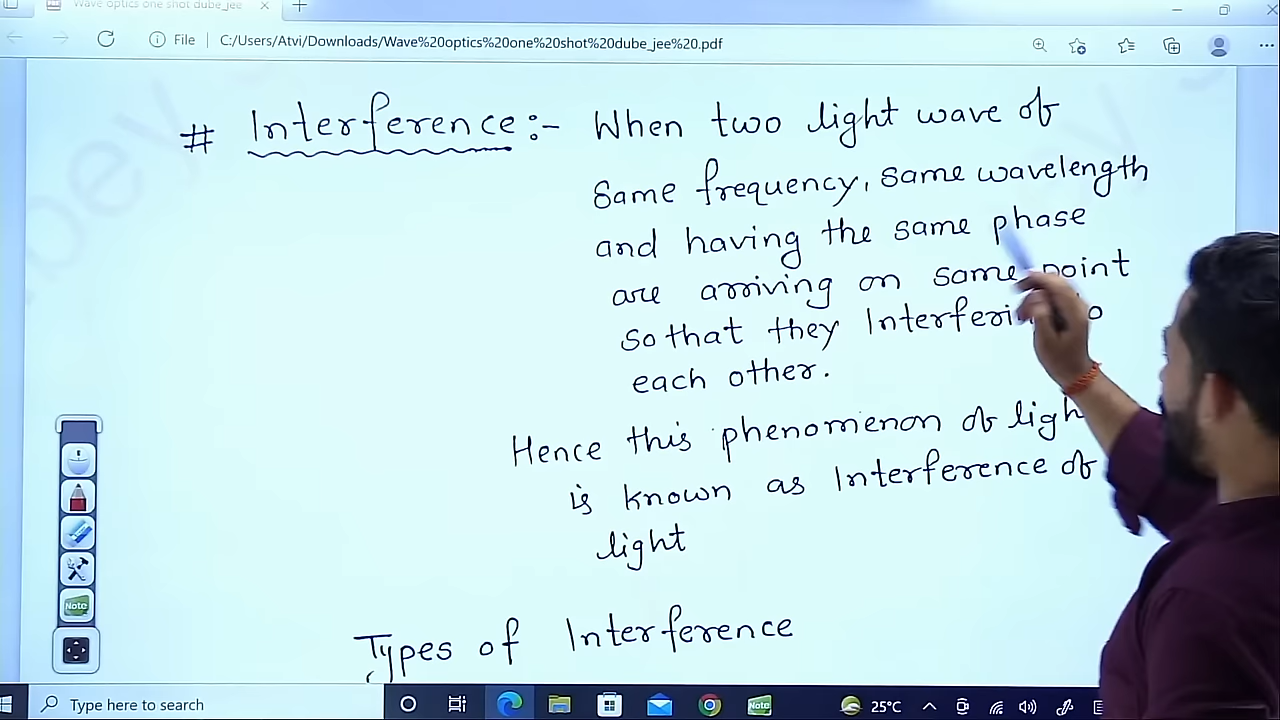 Wave optics one shot dube_jee
File
C:/Users/Atvi/Downloads/Wave%20optics%20one%20shot%20dube_jee%20.pdf
# Interference :- When two light wave of
Same frequency, same wavelength
and having the same phase
are arriving on same point
so that they
each other.
Hence this phenomenon of ligh
is known as Interference of
light
Types of Interference
Note
Type here to search
Note
25°C